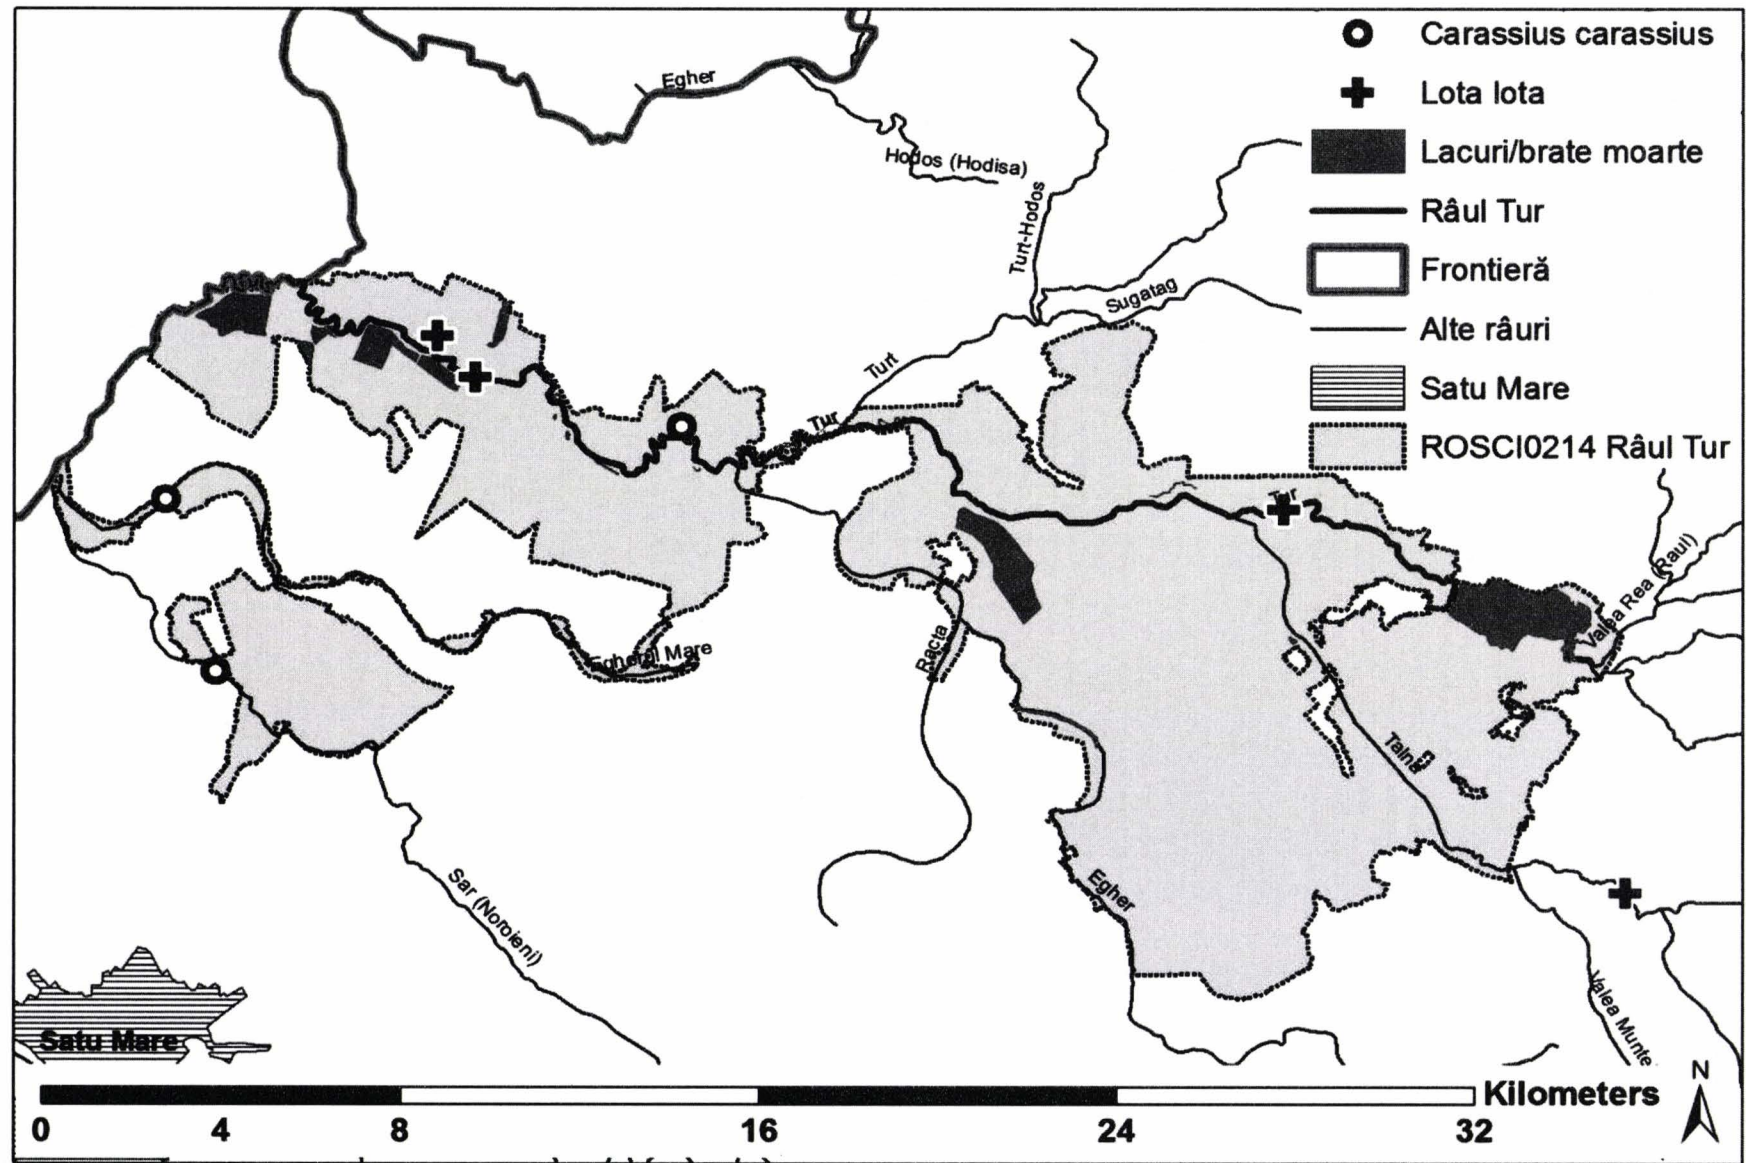 Carassius carassius
Lota lota
Lacuri/brate moarte
Râul Tur
Frontieră
Alte râuri
Satu Mare
ROSCI0214 Râul Tur
Egher
Hodos (Hodisa)
Turt-Hodos
Sugatag
Turt
Tur
Tur
Valea Rea (Raul)
Egherul Mare
Racta
Talna
Egher
Sar (Noroieni)
Valea Munte
Satu Mare
N
Kilometers
0 4 8 16 24 32